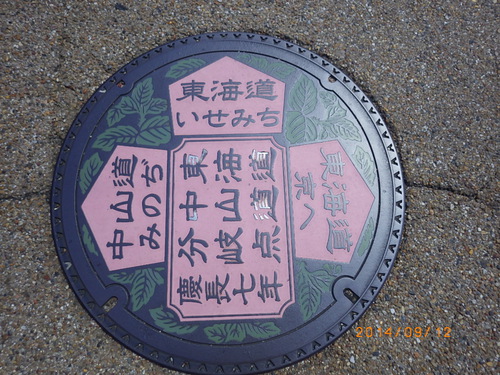 東海道
いせみち
中山道
みのぢ
東海道
中山道
分岐点
慶長七年
東海道
京へ
2014/09/12